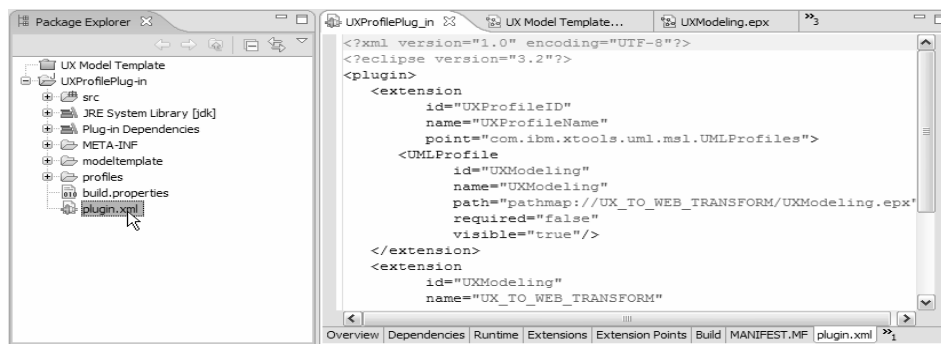 Package Explorer
UX Model Template
UXProfilePlug-in
src
JRE System Library [jdk]
Plug-in Dependencies
META-INF
modeltemplate
profiles
build.properties
plugin.xml
UXProfilePlug_in
UX Model Template...
UXModeling.epx
»3
<?xml version="1.0" encoding="UTF-8"?>
<?eclipse version="3.2"?>
<plugin>
<extension
id="UXProfileID"
name="UXProfileName"
point="com.ibm.xtools.uml.msl.UMLProfiles">
<UMLProfile
id="UXModeling"
name="UXModeling"
path="pathmap://UX_TO_WEB_TRANSFORM/UXModeling.epx"
required="false"
visible="true"/>
</extension>
<extension
id="UXModeling"
name="UX_TO_WEB_TRANSFORM"
Overview Dependencies Runtime Extensions Extension Points Build MANIFEST.MF plugin.xml »1